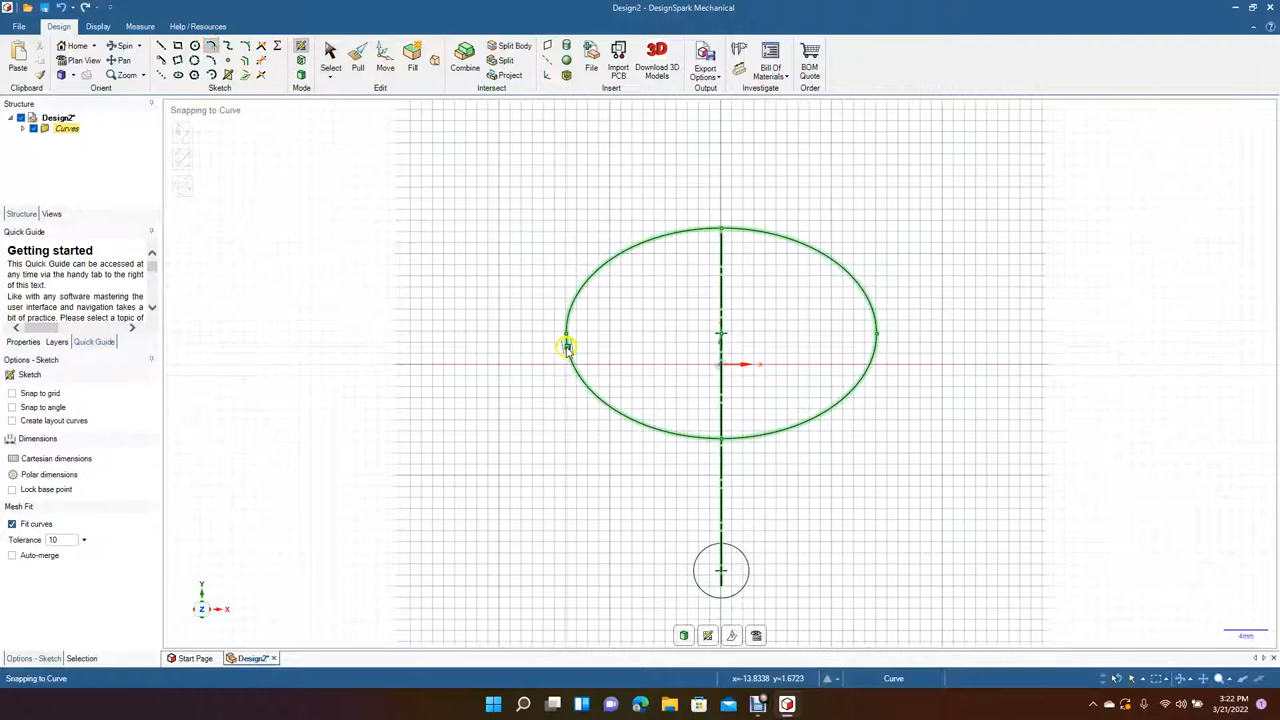 Design2 - DesignSpark Mechanical
File Design Display Measure Help / Resources
Paste
Clipboard
Home Spin
Plan View Pan
Zoom
Orient
Sketch
Mode
Select Pull Move Fill
Edit
Combine
Split Body
Split
Project
Intersect
File
Import PCB
3D
Download 3D Models
Insert
Export Options
Output
Bill Of Materials
Investigate
BOM Quote
Order
Structure
Design2*
Curves
Structure Views
Quick Guide
Getting started
This Quick Guide can be accessed at
any time via the handy tab to the right
of this text.
Like with any software mastering the
user interface and navigation takes a
bit of practice. Please select a topic of
Properties Layers Quick Guide
Options - Sketch
Sketch
Snap to grid
Snap to angle
Create layout curves
Dimensions
Cartesian dimensions
Polar dimensions
Lock base point
Mesh Fit
Fit curves
Tolerance 10
Auto-merge
Options - Sketch Selection
Snapping to Curve
X
Y
Z X
4mm
Start Page Design2*
Snapping to Curve
x=-13.8338 y=1.6723
Curve
3:22 PM
3/21/2022